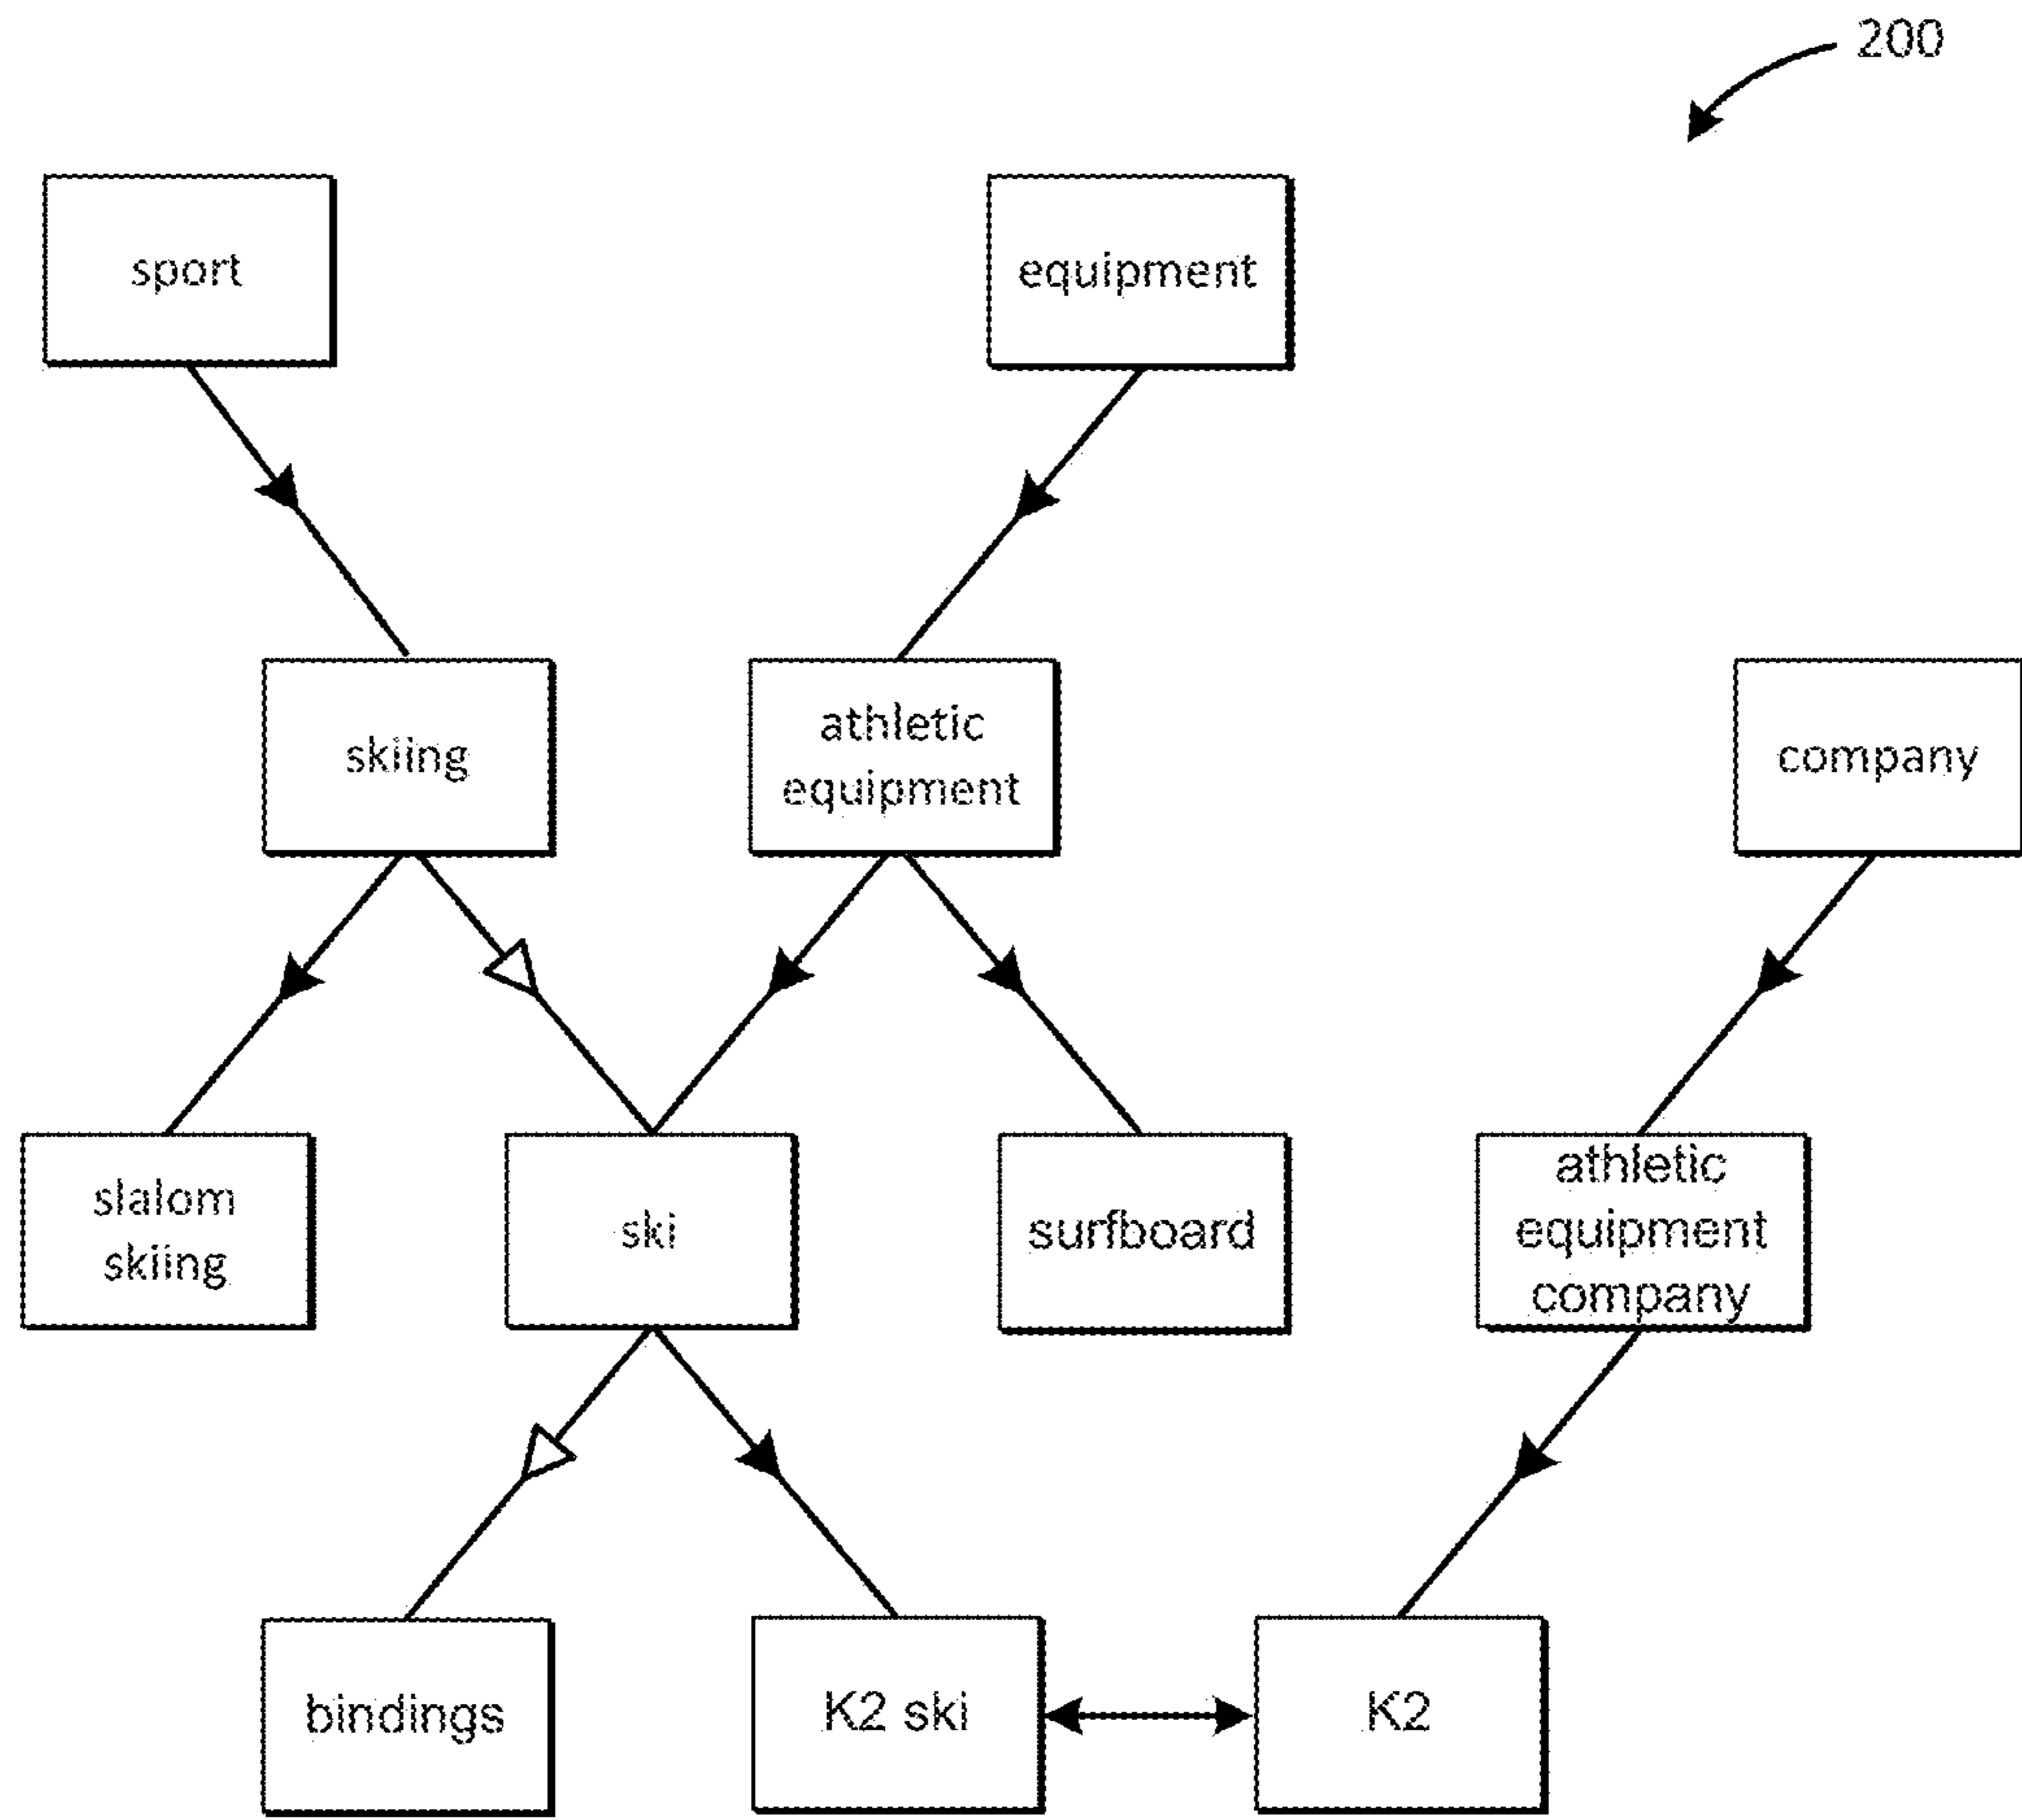 200
sport
equipment
skiing
athletic
equipment
company
slalom
skiing
ski
surfboard
athletic
equipment
company
bindings
K2 ski
K2